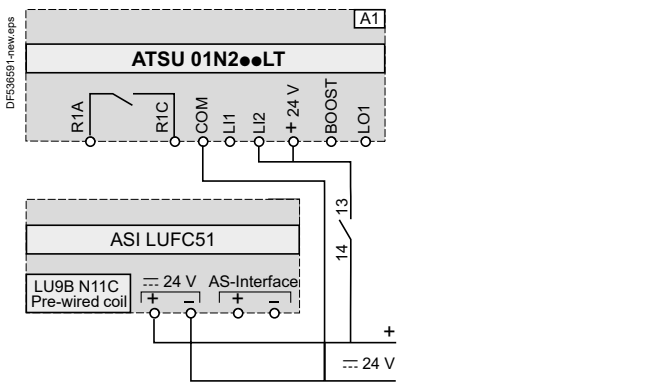 DF536591-new.eps
A1
ATSU 01N2●●LT
R1A
R1C
COM
LI1
LI2
+ 24 V
BOOST
LO1
13
14
ASI LUFC51
LU9B N11C
Pre-wired coil
⎓ 24 V
AS-Interface
+ – + –
+
⎓ 24 V